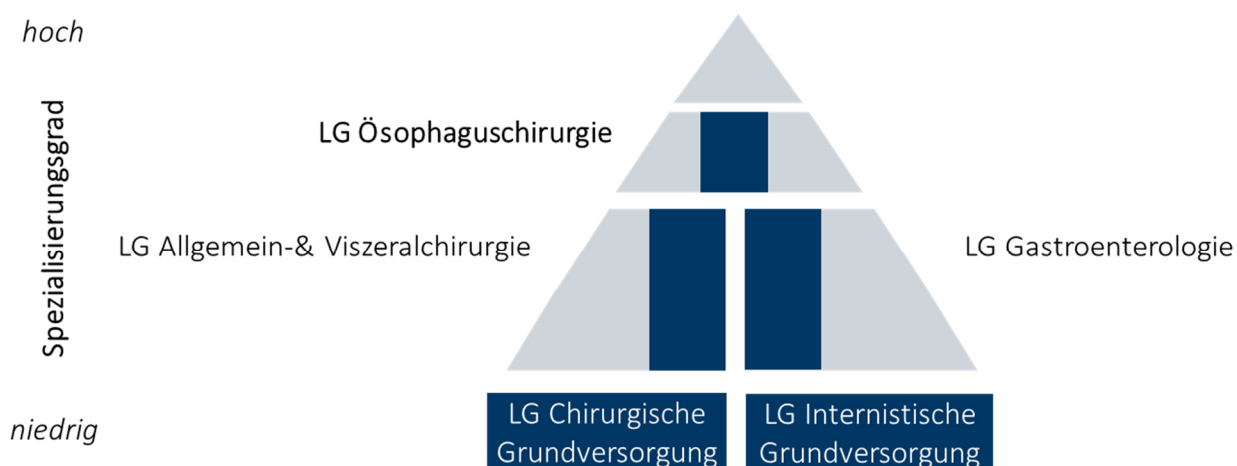 hoch
Spezialisierungsgrad
LG Ösophaguschirurgie
LG Allgemein-& Viszeralchirurgie
LG Gastroenterologie
niedrig
LG Chirurgische
Grundversorgung
LG Internistische
Grundversorgung